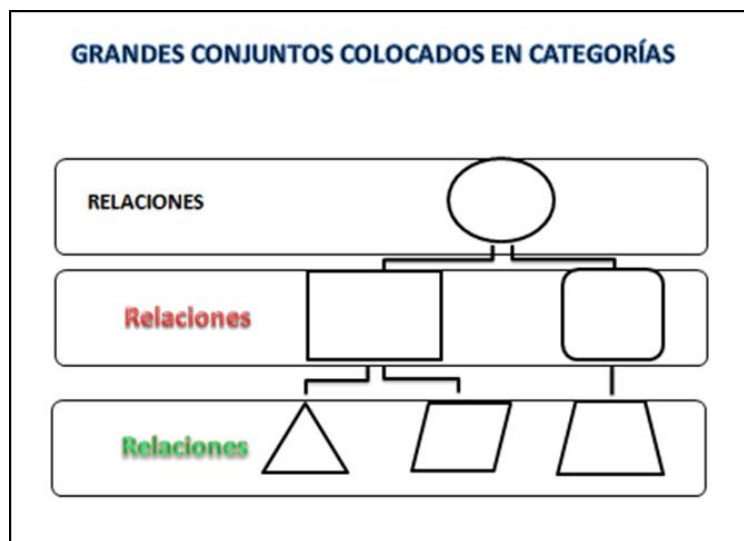 GRANDES CONJUNTOS COLOCADOS EN CATEGORÍAS
RELACIONES
Relaciones
Relaciones